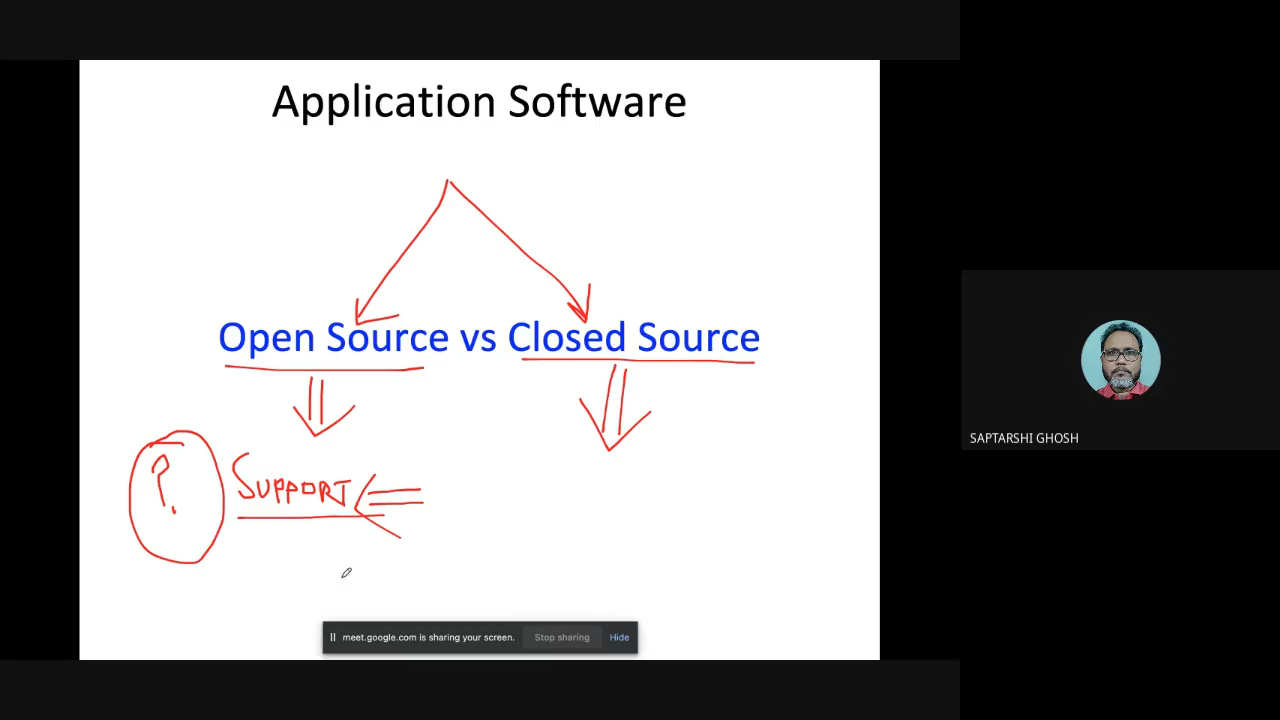 Application Software
Open Source vs Closed Source
? SUPPORT
meet.google.com is sharing your screen. Stop sharing Hide
SAPTARSHI GHOSH